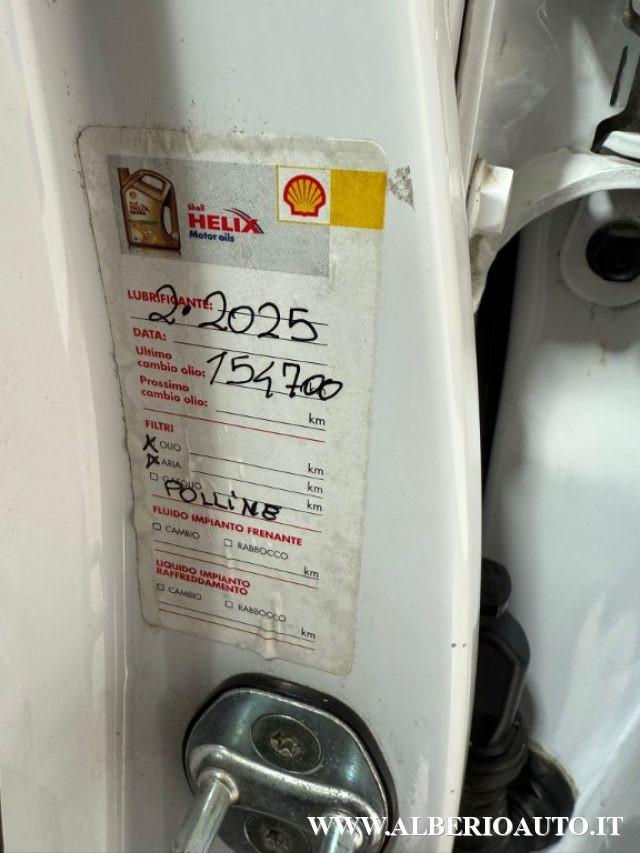 Shell
HELIX
Motor oils
LUBRIFICANTE: 2.2025
DATA:
Ultimo
cambio olio: 154700
Prossimo
cambio olio: km
FILTRI
X OLIO km
X ARIA km
GASOLIO km
POLLINE
FLUIDO IMPIANTO FRENANTE
CAMBIO RABBOCCO
km
LIQUIDO IMPIANTO
RAFFREDDAMENTO
CAMBIO RABBOCCO
km
WWW.ALBERIOAUTO.IT